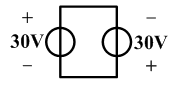 + −
30V 30V
− +